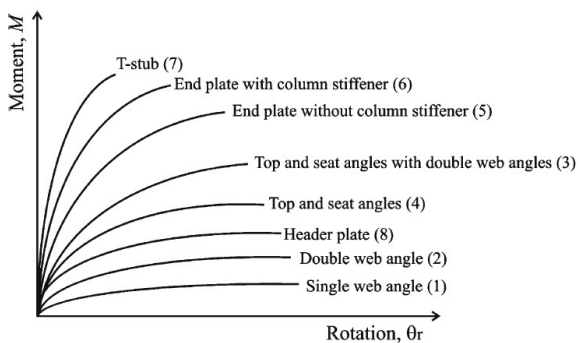 Moment, M
T-stub (7)
End plate with column stiffener (6)
End plate without column stiffener (5)
Top and seat angles with double web angles (3)
Top and seat angles (4)
Header plate (8)
Double web angle (2)
Single web angle (1)
Rotation, θr